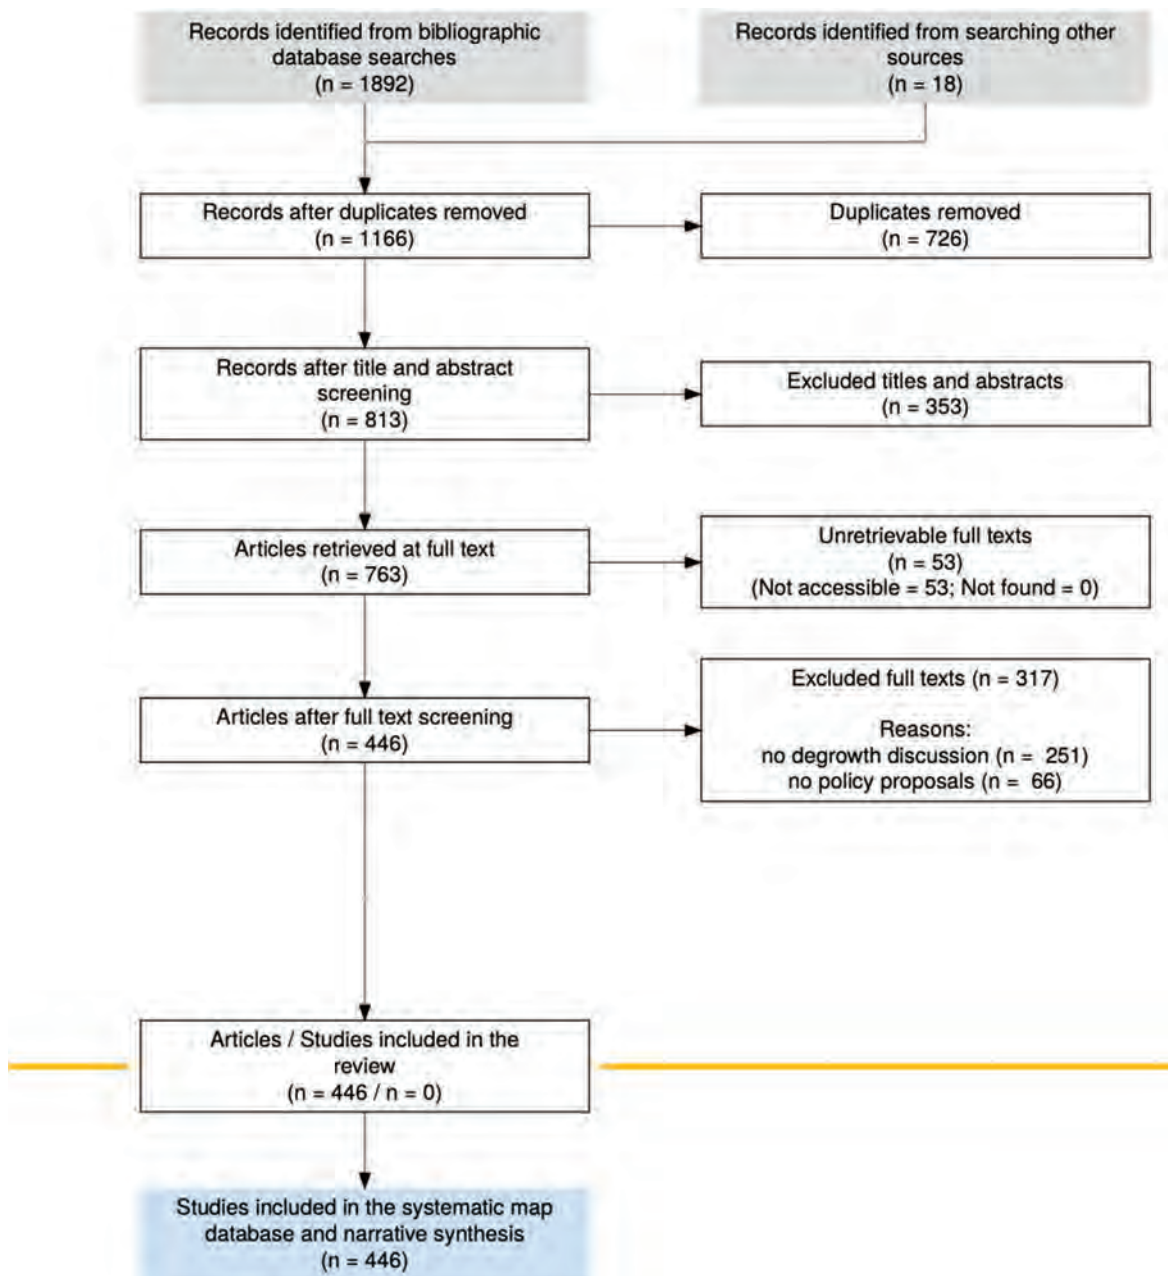 Records identified from bibliographic
database searches
(n = 1892)
Records identified from searching other
sources
(n = 18)
Records after duplicates removed
(n = 1166)
Duplicates removed
(n = 726)
Records after title and abstract
screening
(n = 813)
Excluded titles and abstracts
(n = 353)
Articles retrieved at full text
(n = 763)
Unretrievable full texts
(n = 53)
(Not accessible = 53; Not found = 0)
Articles after full text screening
(n = 446)
Excluded full texts (n = 317)
Reasons:
no degrowth discussion (n = 251)
no policy proposals (n = 66)
Articles / Studies included in the
review
(n = 446 / n = 0)
Studies included in the systematic map
database and narrative synthesis
(n = 446)